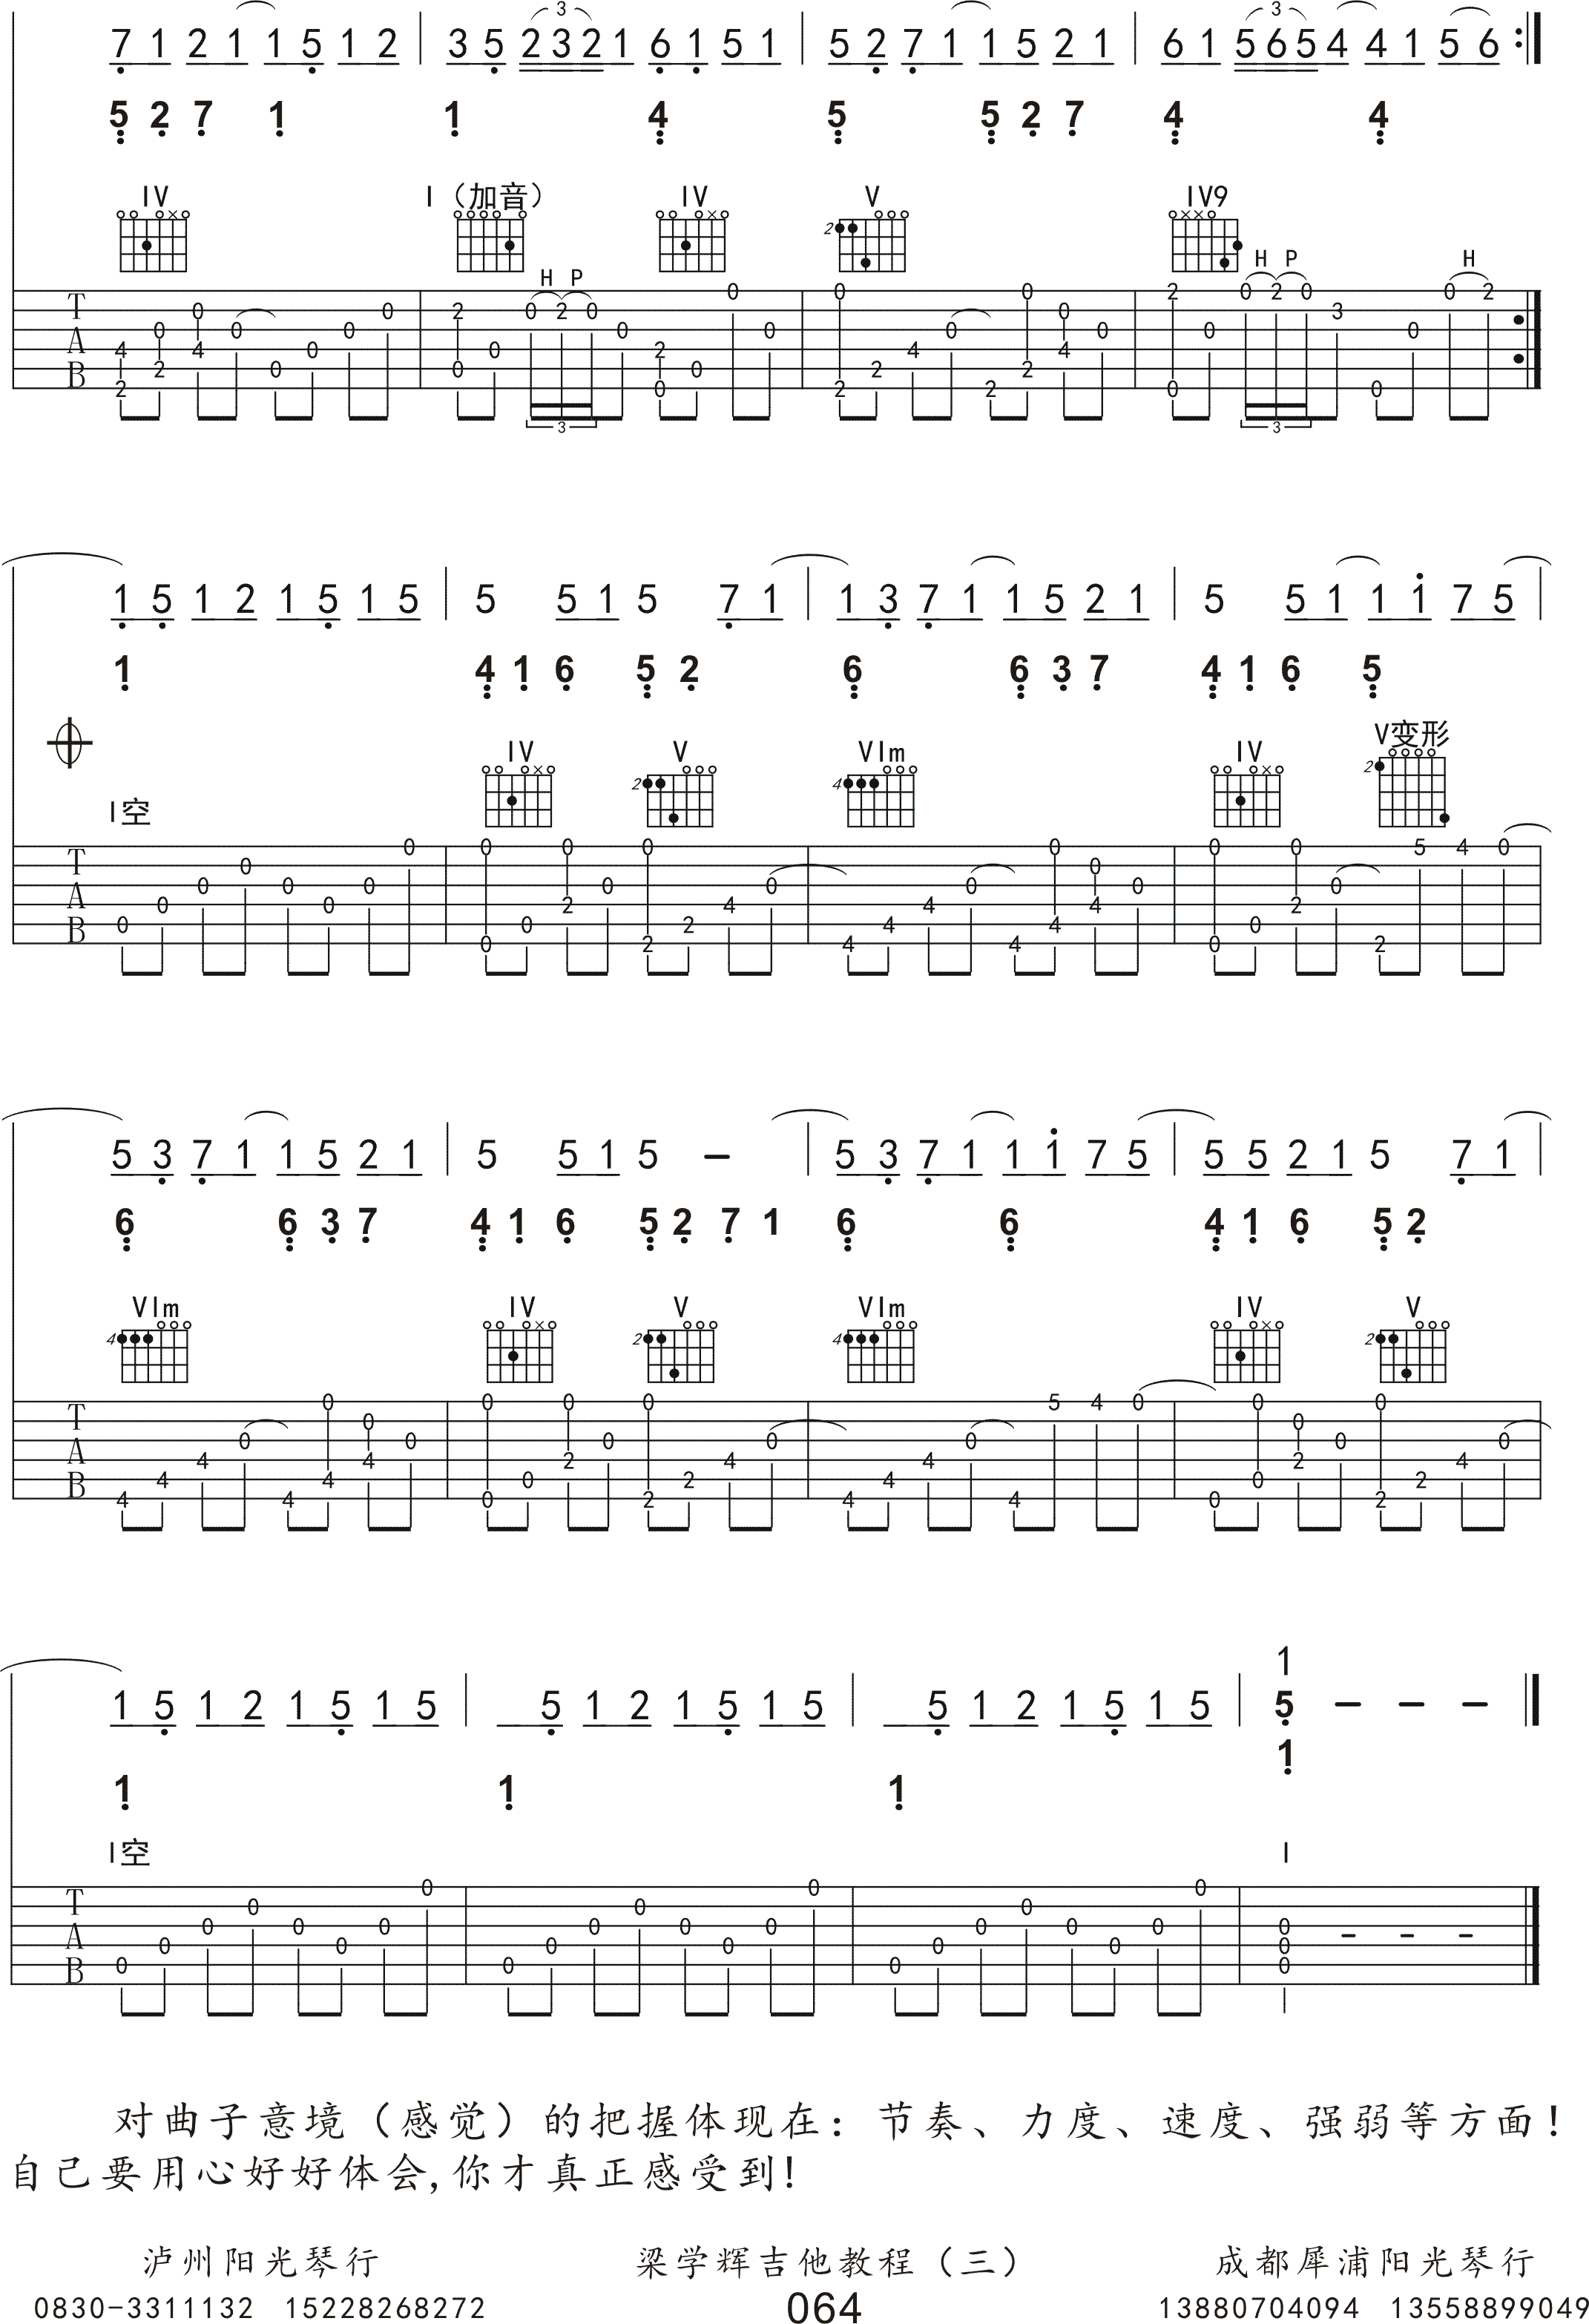 7 1 2 1 1 5 1 2 3 5 2 3 2 1 6 1 5 1 5 2 7 1 1 5 2 1 6 1 5 6 5 4 4 1 5 6
5 2 7 1 1 4 5 5 2 7 4 4
IV I（加音） IV V IV9
H P H P H
I空 IV V VIm IV V变形
1 5 1 2 1 5 1 5 5 5 1 5 7 1 1 3 7 1 1 5 2 1 5 5 1 1 1 7 5
1 4 1 6 5 2 6 6 3 7 4 1 6 5
5 3 7 1 1 5 2 1 5 5 1 5 – 5 3 7 1 1 1 7 5 5 5 2 1 5 7 1
6 6 3 7 4 1 6 5 2 7 1 6 6 4 1 6 5 2
VIm IV V VIm IV V
1 5 1 2 1 5 1 5 5 1 2 1 5 1 5 5 1 2 1 5 1 5 1 5 – – –
1 1 1 1
I空 I
对曲子意境（感觉）的把握体现在：节奏、力度、速度、强弱等方面！
自己要用心好好体会,你才真正感受到！
泸州阳光琴行 梁学辉吉他教程（三） 成都犀浦阳光琴行
0830-3311132 15228268272 064 13880704094 13558899049